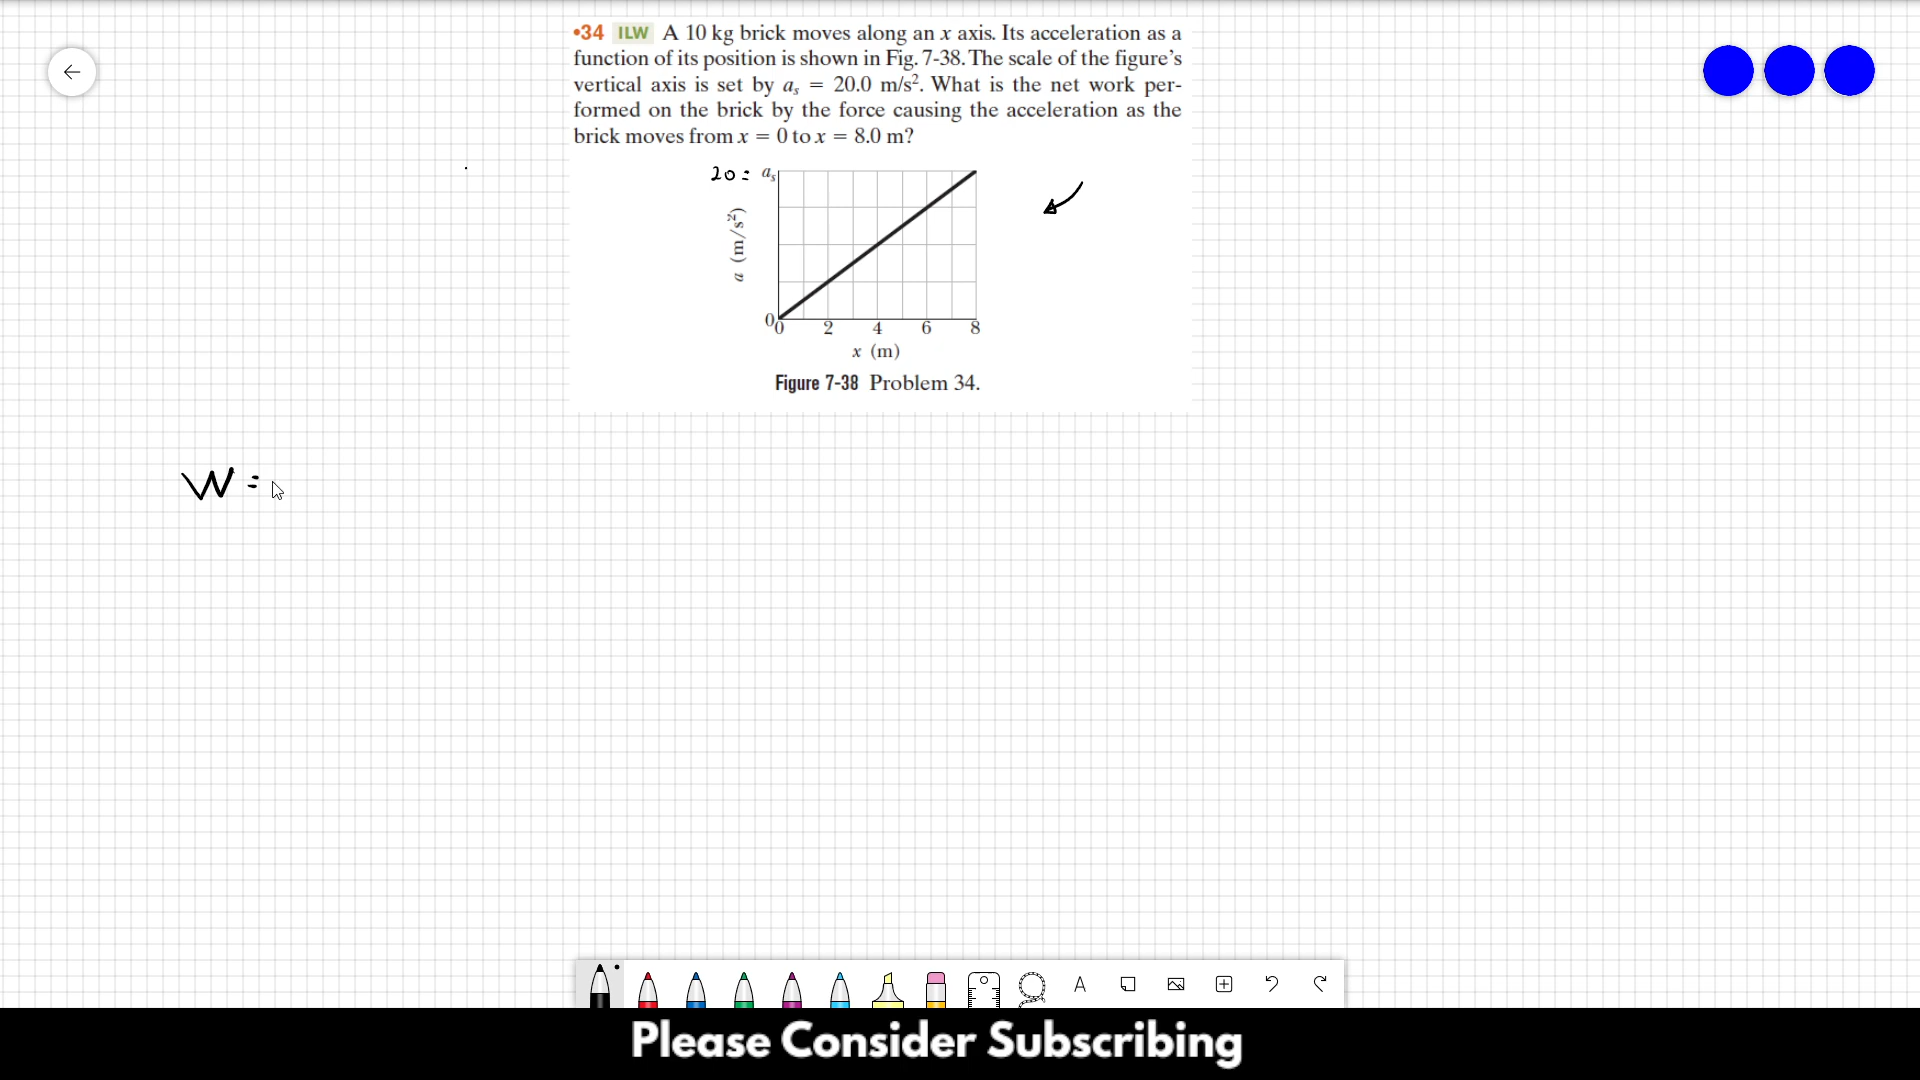 •34 ILW A 10 kg brick moves along an x axis. Its acceleration as a
function of its position is shown in Fig. 7-38. The scale of the figure's
vertical axis is set by aₛ = 20.0 m/s². What is the net work per-
formed on the brick by the force causing the acceleration as the
brick moves from x = 0 to x = 8.0 m?
20 = aₛ
a (m/s²)
0
0 2 4 6 8
x (m)
Figure 7-38 Problem 34.
W =
A
Please Consider Subscribing